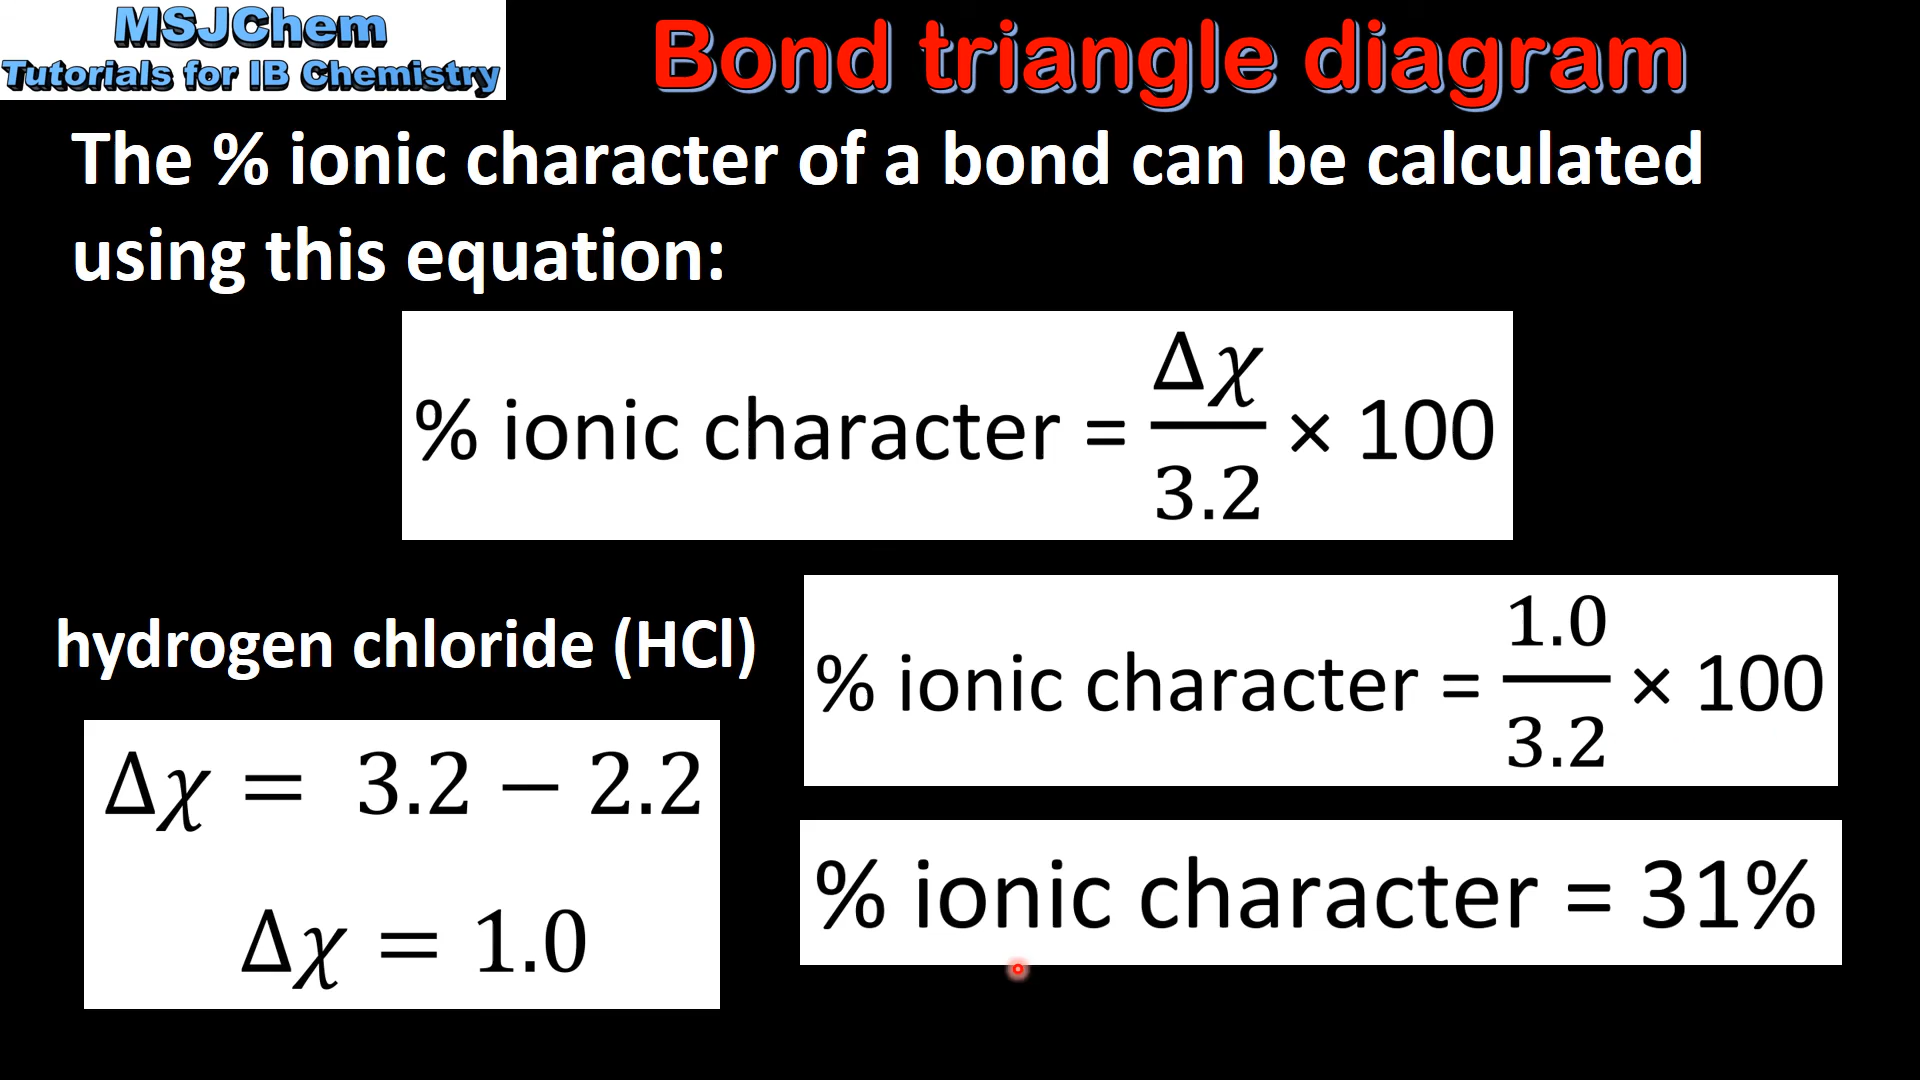 MSJChem
Tutorials for IB Chemistry
Bond triangle diagram
The % ionic character of a bond can be calculated
using this equation:
% ionic character = Δχ/3.2 × 100
hydrogen chloride (HCl)
% ionic character = 1.0/3.2 × 100
Δχ = 3.2 − 2.2
Δχ = 1.0
% ionic character = 31%